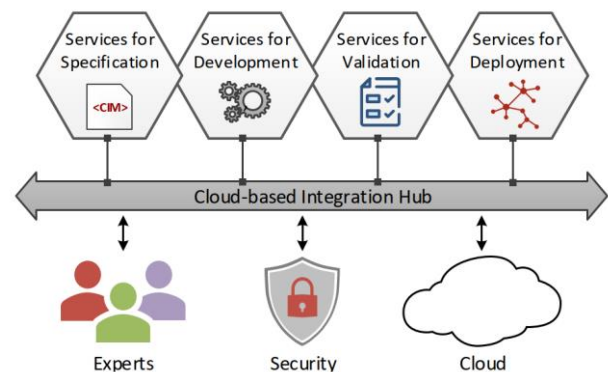 Services for
Specification
<CIM>
Services for
Development
Services for
Validation
Services for
Deployment
Cloud-based Integration Hub
Experts
Security
Cloud